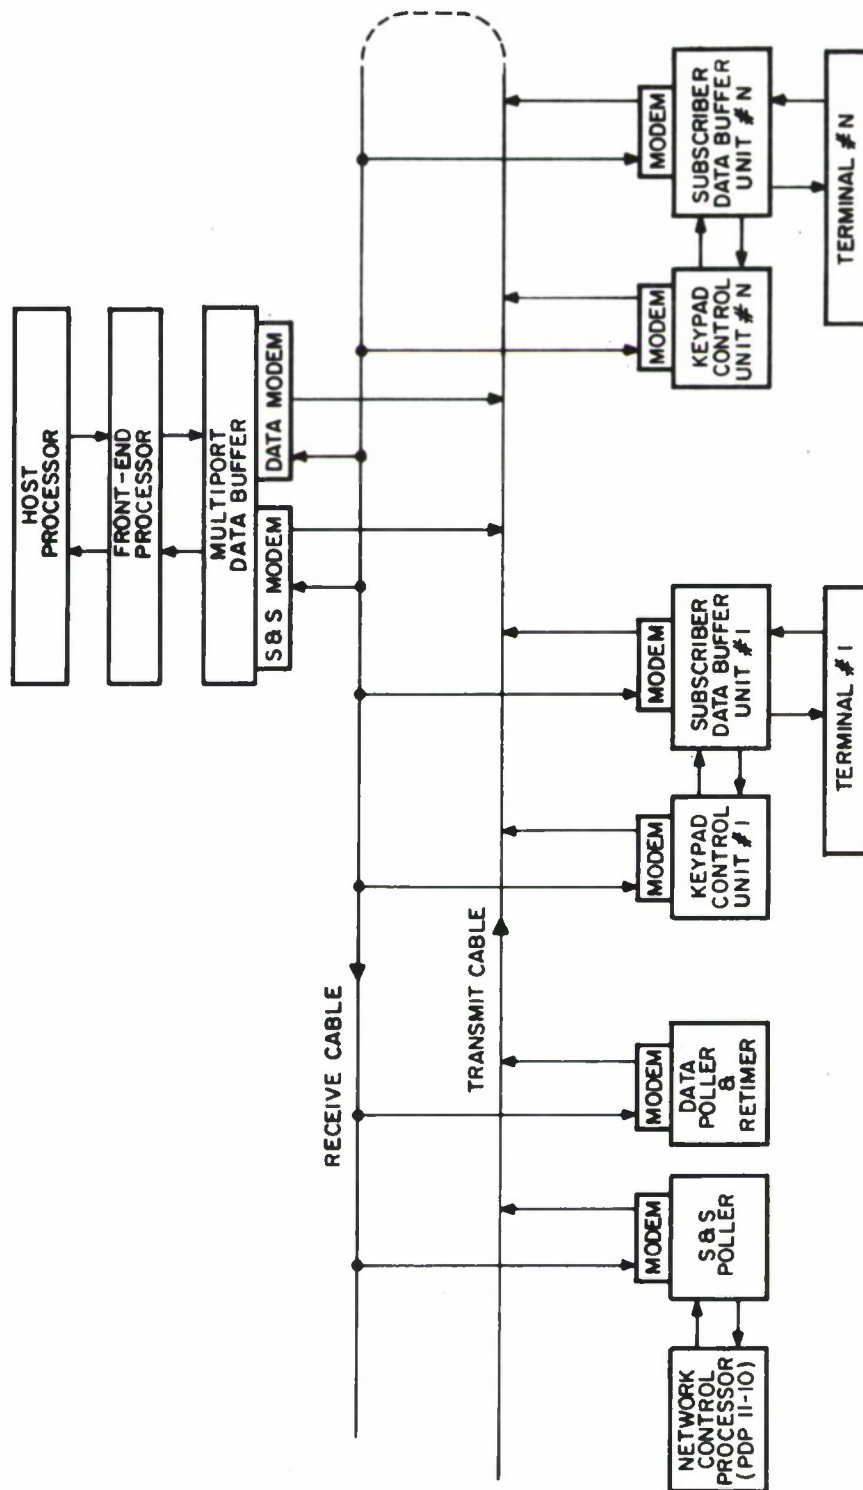 HOST
PROCESSOR
FRONT-END
PROCESSOR
MULTIPORT
DATA BUFFER
S&S MODEM
DATA MODEM
RECEIVE CABLE
TRANSMIT CABLE
MODEM
S&S
POLLER
NETWORK
CONTROL
PROCESSOR
(PDP 11-10)
MODEM
DATA
POLLER
&
RETIMER
MODEM
KEYPAD
CONTROL
UNIT #1
MODEM
SUBSCRIBER
DATA BUFFER
UNIT #1
TERMINAL #1
MODEM
KEYPAD
CONTROL
UNIT #N
MODEM
SUBSCRIBER
DATA BUFFER
UNIT #N
TERMINAL #N